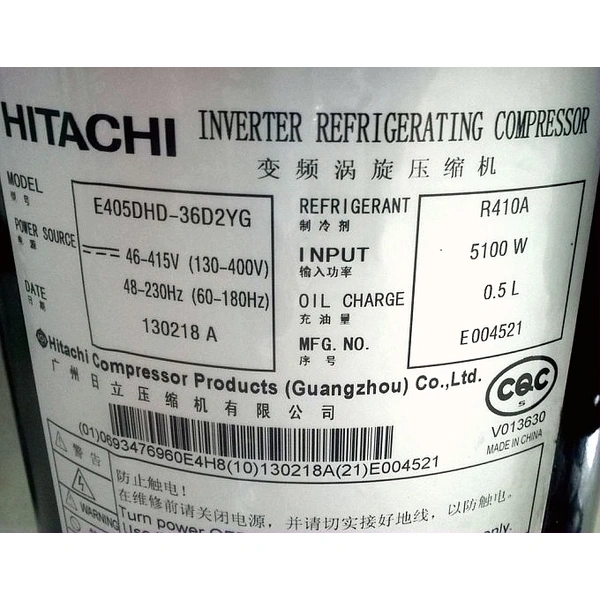 HITACHI INVERTER REFRIGERATING COMPRESSOR
变频涡旋压缩机
MODEL E405DHD-36D2YG
型号
POWER SOURCE 46-415V (130-400V)
电源 48-230Hz (60-180Hz)
DATE 130218 A
日期
REFRIGERANT R410A
制冷剂
INPUT 5100 W
输入功率
OIL CHARGE 0.5 L
充油量
MFG.NO. E004521
序号
Hitachi Compressor Products (Guangzhou) Co.,Ltd.
广州日立压缩机有限公司
CQC
S
V013630
MADE IN CHINA
(01)0693476960E4H8(10)130218A(21)E004521
警告 防止触电!
在维修前请关闭电源，并请切实接好地线，以防触电。
WARNING Turn power
only.